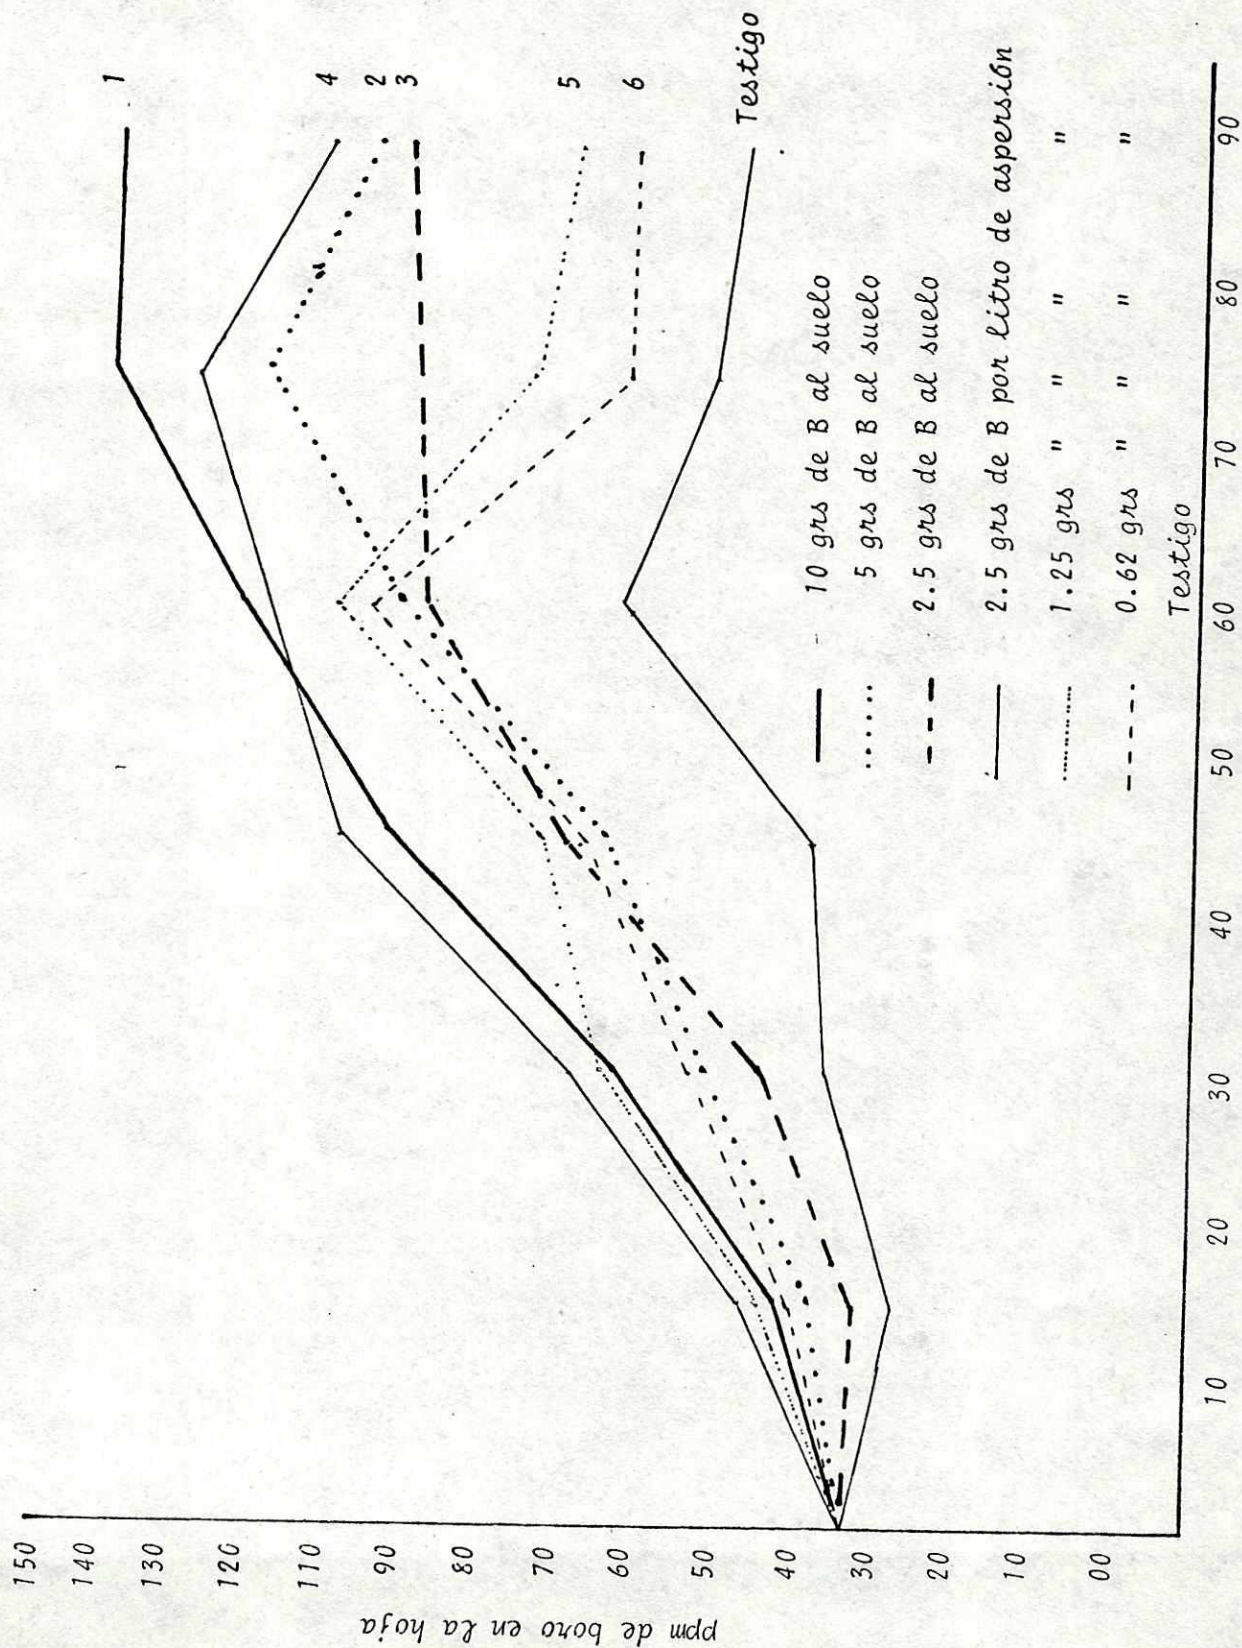 ppm de boro en la hoja
150
140
130
120
110
90
80
70
60
50
40
30
20
10
00
1
4
2
3
5
6
Testigo
10 grs de B al suelo
5 grs de B al suelo
2.5 grs de B al suelo
2.5 grs de B por litro de aspersión
1.25 grs " " " "
0.62 grs " " " "
Testigo
10 20 30 40 50 60 70 80 90